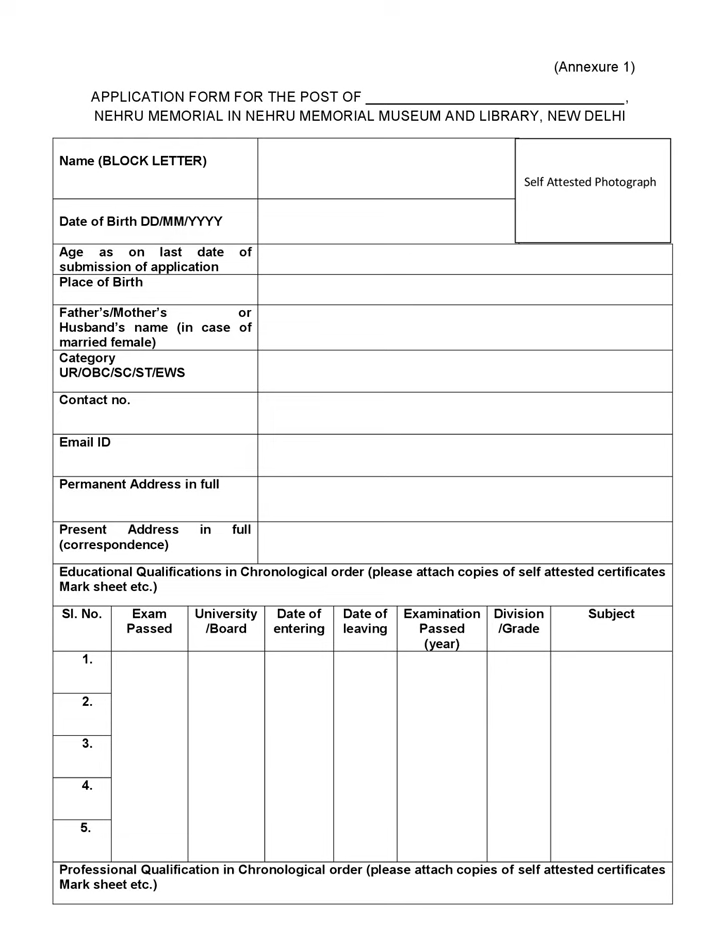 (Annexure 1)
APPLICATION FORM FOR THE POST OF ________________________________,
NEHRU MEMORIAL IN NEHRU MEMORIAL MUSEUM AND LIBRARY, NEW DELHI
Name (BLOCK LETTER)
Self Attested Photograph
Date of Birth DD/MM/YYYY
Age as on last date of
submission of application
Place of Birth
Father's/Mother's or
Husband's name (in case of
married female)
Category
UR/OBC/SC/ST/EWS
Contact no.
Email ID
Permanent Address in full
Present Address in full
(correspondence)
Educational Qualifications in Chronological order (please attach copies of self attested certificates
Mark sheet etc.)
Sl. No. Exam University Date of Date of Examination Division Subject
Passed /Board entering leaving Passed /Grade
(year)
1.
2.
3.
4.
5.
Professional Qualification in Chronological order (please attach copies of self attested certificates
Mark sheet etc.)